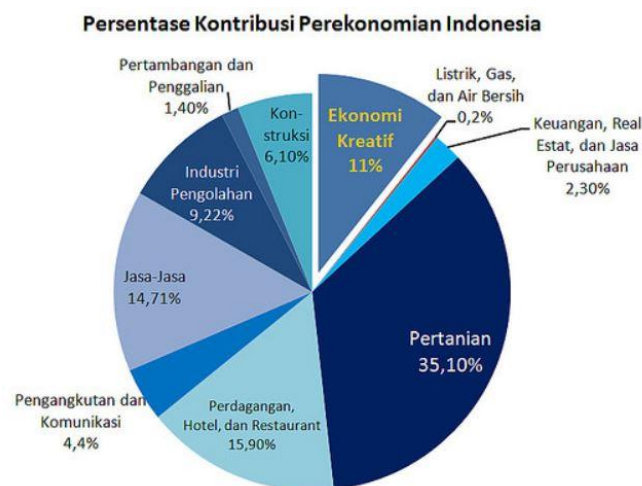 Persentase Kontribusi Perekonomian Indonesia
Pertambangan dan
Penggalian
1,40%
Kon-
struksi
6,10%
Ekonomi
Kreatif
11%
Listrik, Gas,
dan Air Bersih
0,2%
Keuangan, Real
Estat, dan Jasa
Perusahaan
2,30%
Industri
Pengolahan
9,22%
Jasa-Jasa
14,71%
Pertanian
35,10%
Pengangkutan dan
Komunikasi
4,4%
Perdagangan,
Hotel, dan Restaurant
15,90%